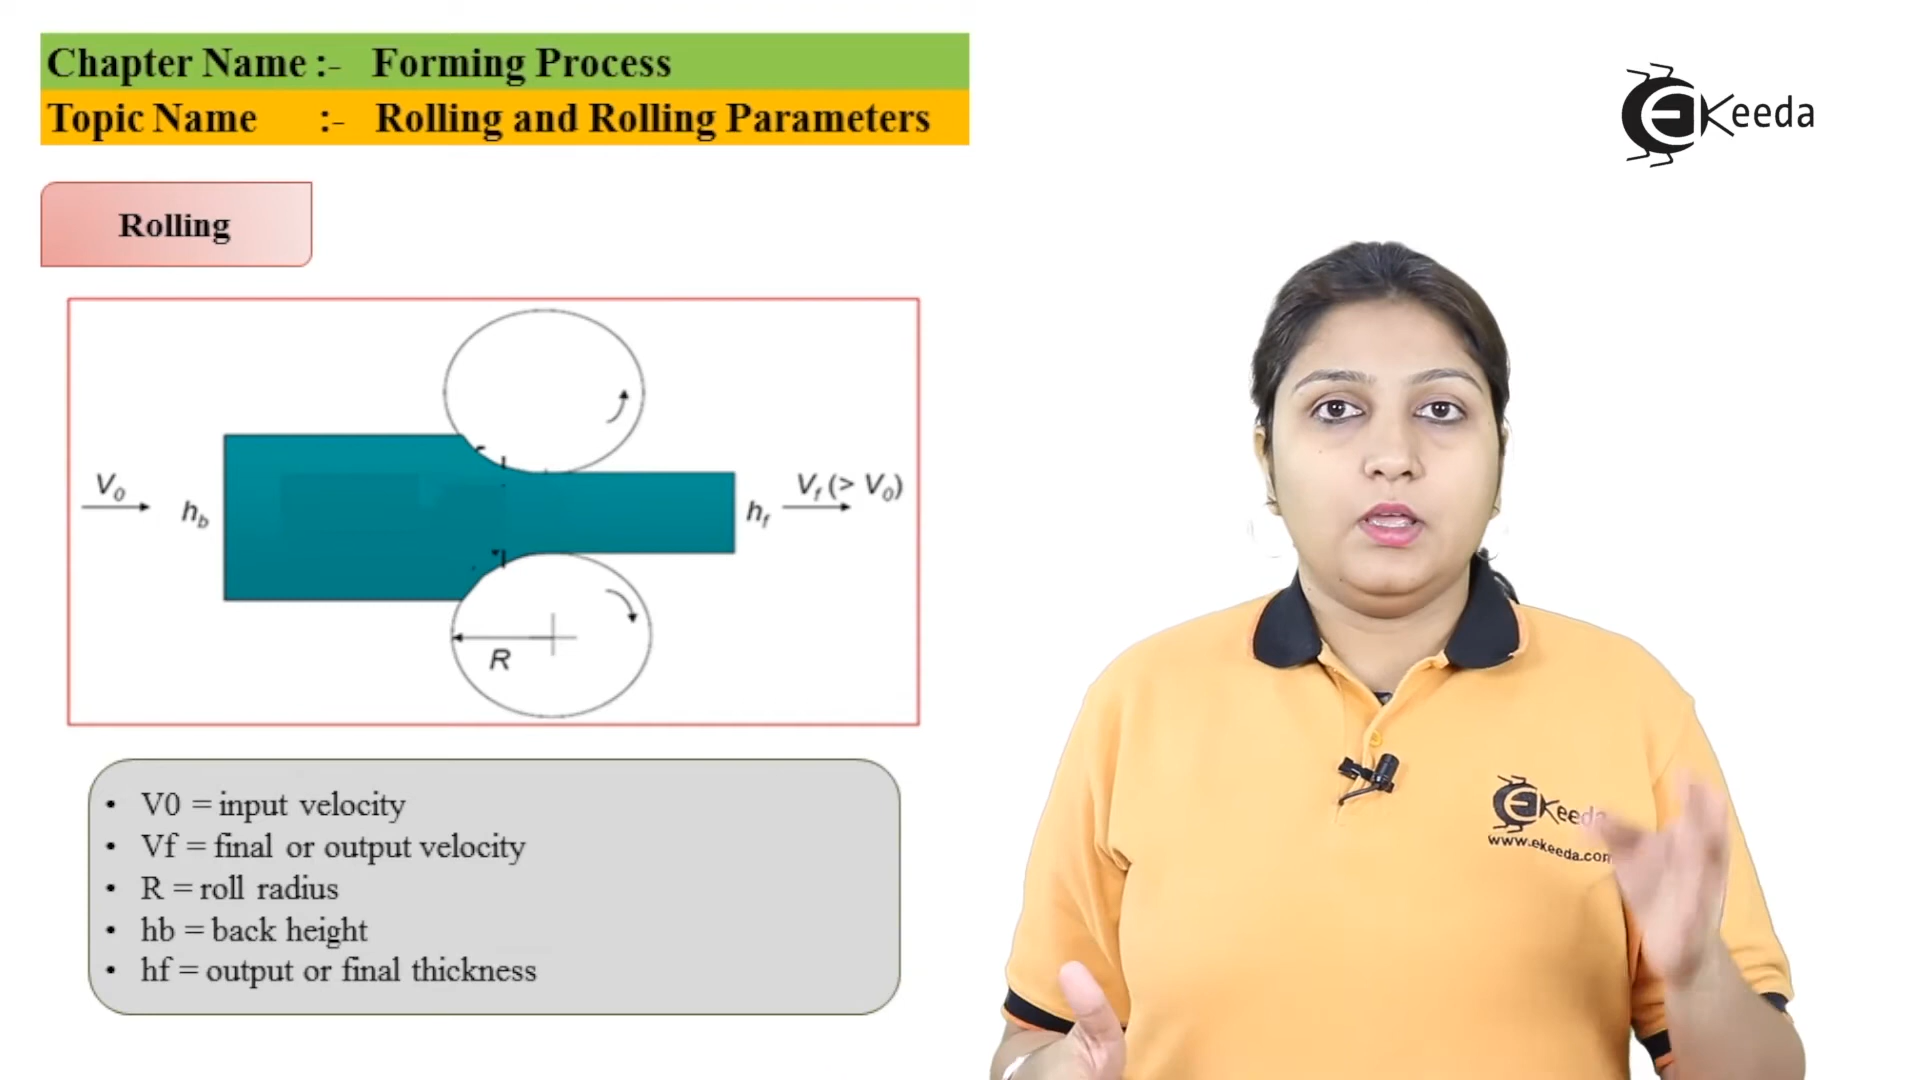 Chapter Name :- Forming Process
Topic Name :- Rolling and Rolling Parameters
Keeda
Rolling
V0
hb
hf
Vf (> V0)
R
• V0 = input velocity
• Vf = final or output velocity
• R = roll radius
• hb = back height
• hf = output or final thickness
Keeda
www.ekeeda.com